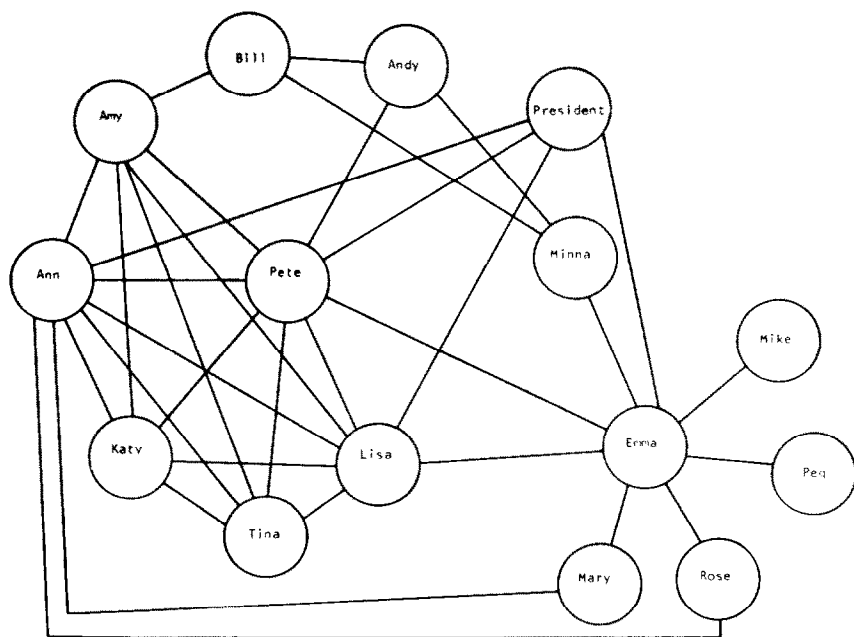 Bill
Andy
Amy
President
Minna
Ann
Pete
Mike
Katy
Lisa
Emma
Peg
Tina
Mary
Rose